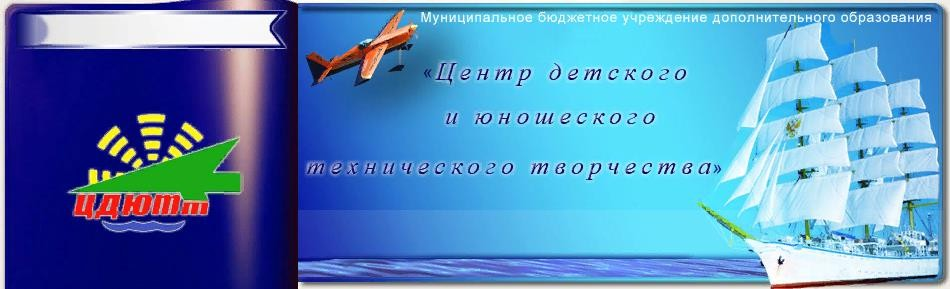 Муниципальное бюджетное учреждение дополнительного образования
«Центр детского
и юношеского
технического творчества»
ЦДЮТТ